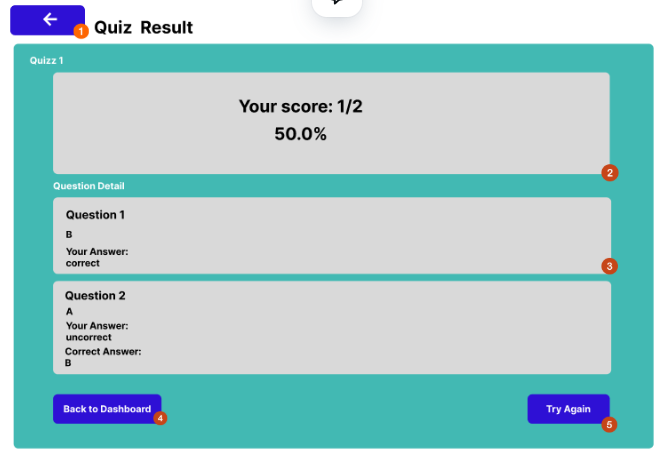 1
Quiz Result
Quizz 1
Your score: 1/2
50.0%
2
Question Detail
Question 1
B
Your Answer:
correct
3
Question 2
A
Your Answer:
uncorrect
Correct Answer:
B
Back to Dashboard
4
Try Again
5